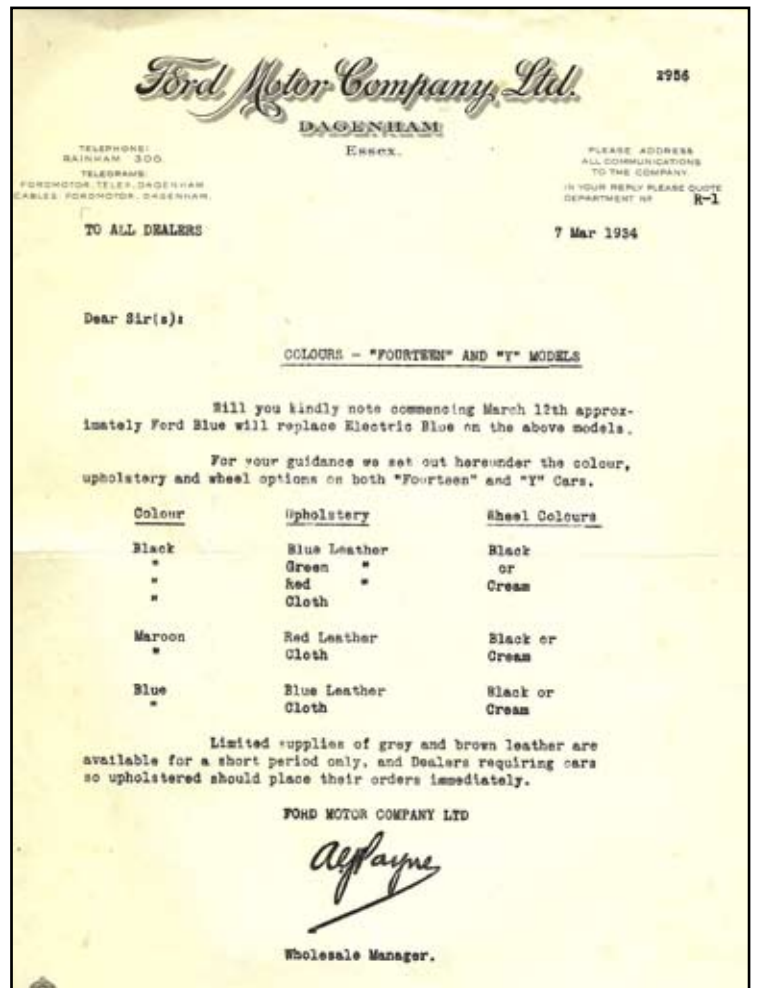 Ford Motor Company, Ltd.
2956
DAGENHAM
Essex.
TELEPHONE:
RAINHAM 300.
TELEGRAMS:
FORDMOTOR, TELEX, DAGENHAM
CABLES: FORDMOTOR, DAGENHAM.
PLEASE ADDRESS
ALL COMMUNICATIONS
TO THE COMPANY.
IN YOUR REPLY PLEASE QUOTE
DEPARTMENT Nº R-1
TO ALL DEALERS 7 Mar 1934
Dear Sir(s):
COLOURS - "FOURTEEN" AND "Y" MODELS
Will you kindly note commencing March 12th approx-
imately Ford Blue will replace Electric Blue on the above models.
For your guidance we set out hereunder the colour,
upholstery and wheel options on both "Fourteen" and "Y" Cars.
Colour Upholstery Wheel Colours
Black Blue Leather Black
" Green " or
" Red " Cream
" Cloth
Maroon Red Leather Black or
" Cloth Cream
Blue Blue Leather Black or
" Cloth Cream
Limited supplies of grey and brown leather are
available for a short period only, and Dealers requiring cars
so upholstered should place their orders immediately.
FORD MOTOR COMPANY LTD
Payne
Wholesale Manager.